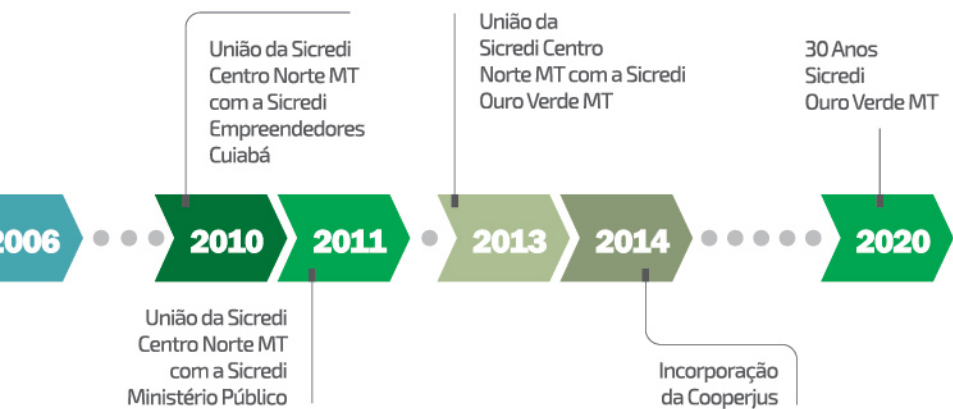 União da Sicredi
Centro Norte MT
com a Sicredi
Empreendedores
Cuiabá
União da
Sicredi Centro
Norte MT com a Sicredi
Ouro Verde MT
30 Anos
Sicredi
Ouro Verde MT
2006
2010
2011
2013
2014
2020
União da Sicredi
Centro Norte MT
com a Sicredi
Ministério Público
Incorporação
da Cooperjus